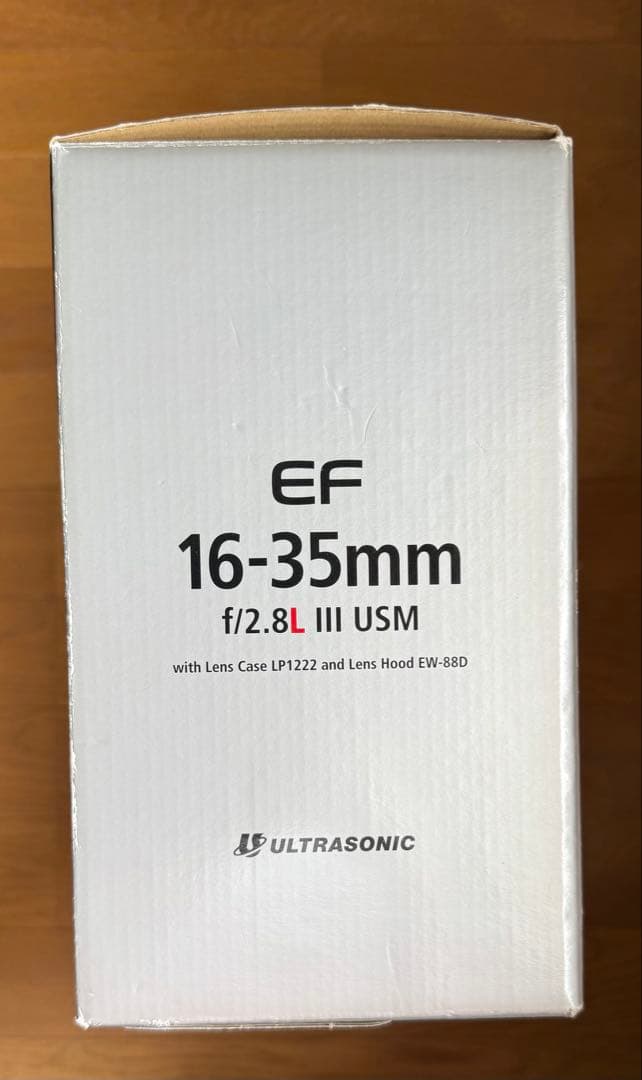 EF
16-35mm
f/2.8L III USM
with Lens Case LP1222 and Lens Hood EW-88D
ULTRASONIC